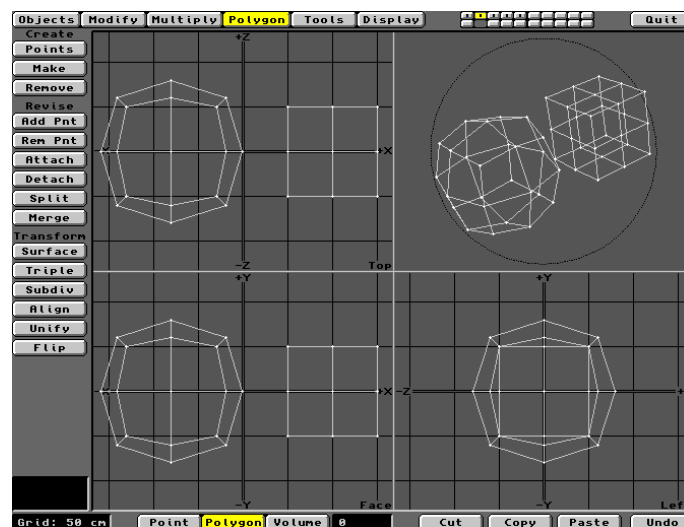 Objects Modify Multiply Polygon Tools Display Quit
Create
Points
Make
Remove
Revise
Add Pnt
Rem Pnt
Attach
Detach
Split
Merge
Transform
Surface
Triple
Subdiv
Align
Unify
Flip
+Z
-X +X
-Z Top
+Y
-X +X
-Y Face
+Y
-Z +
-Y Left
Grid: 50 cm Point Polygon Volume 0 Cut Copy Paste Undo